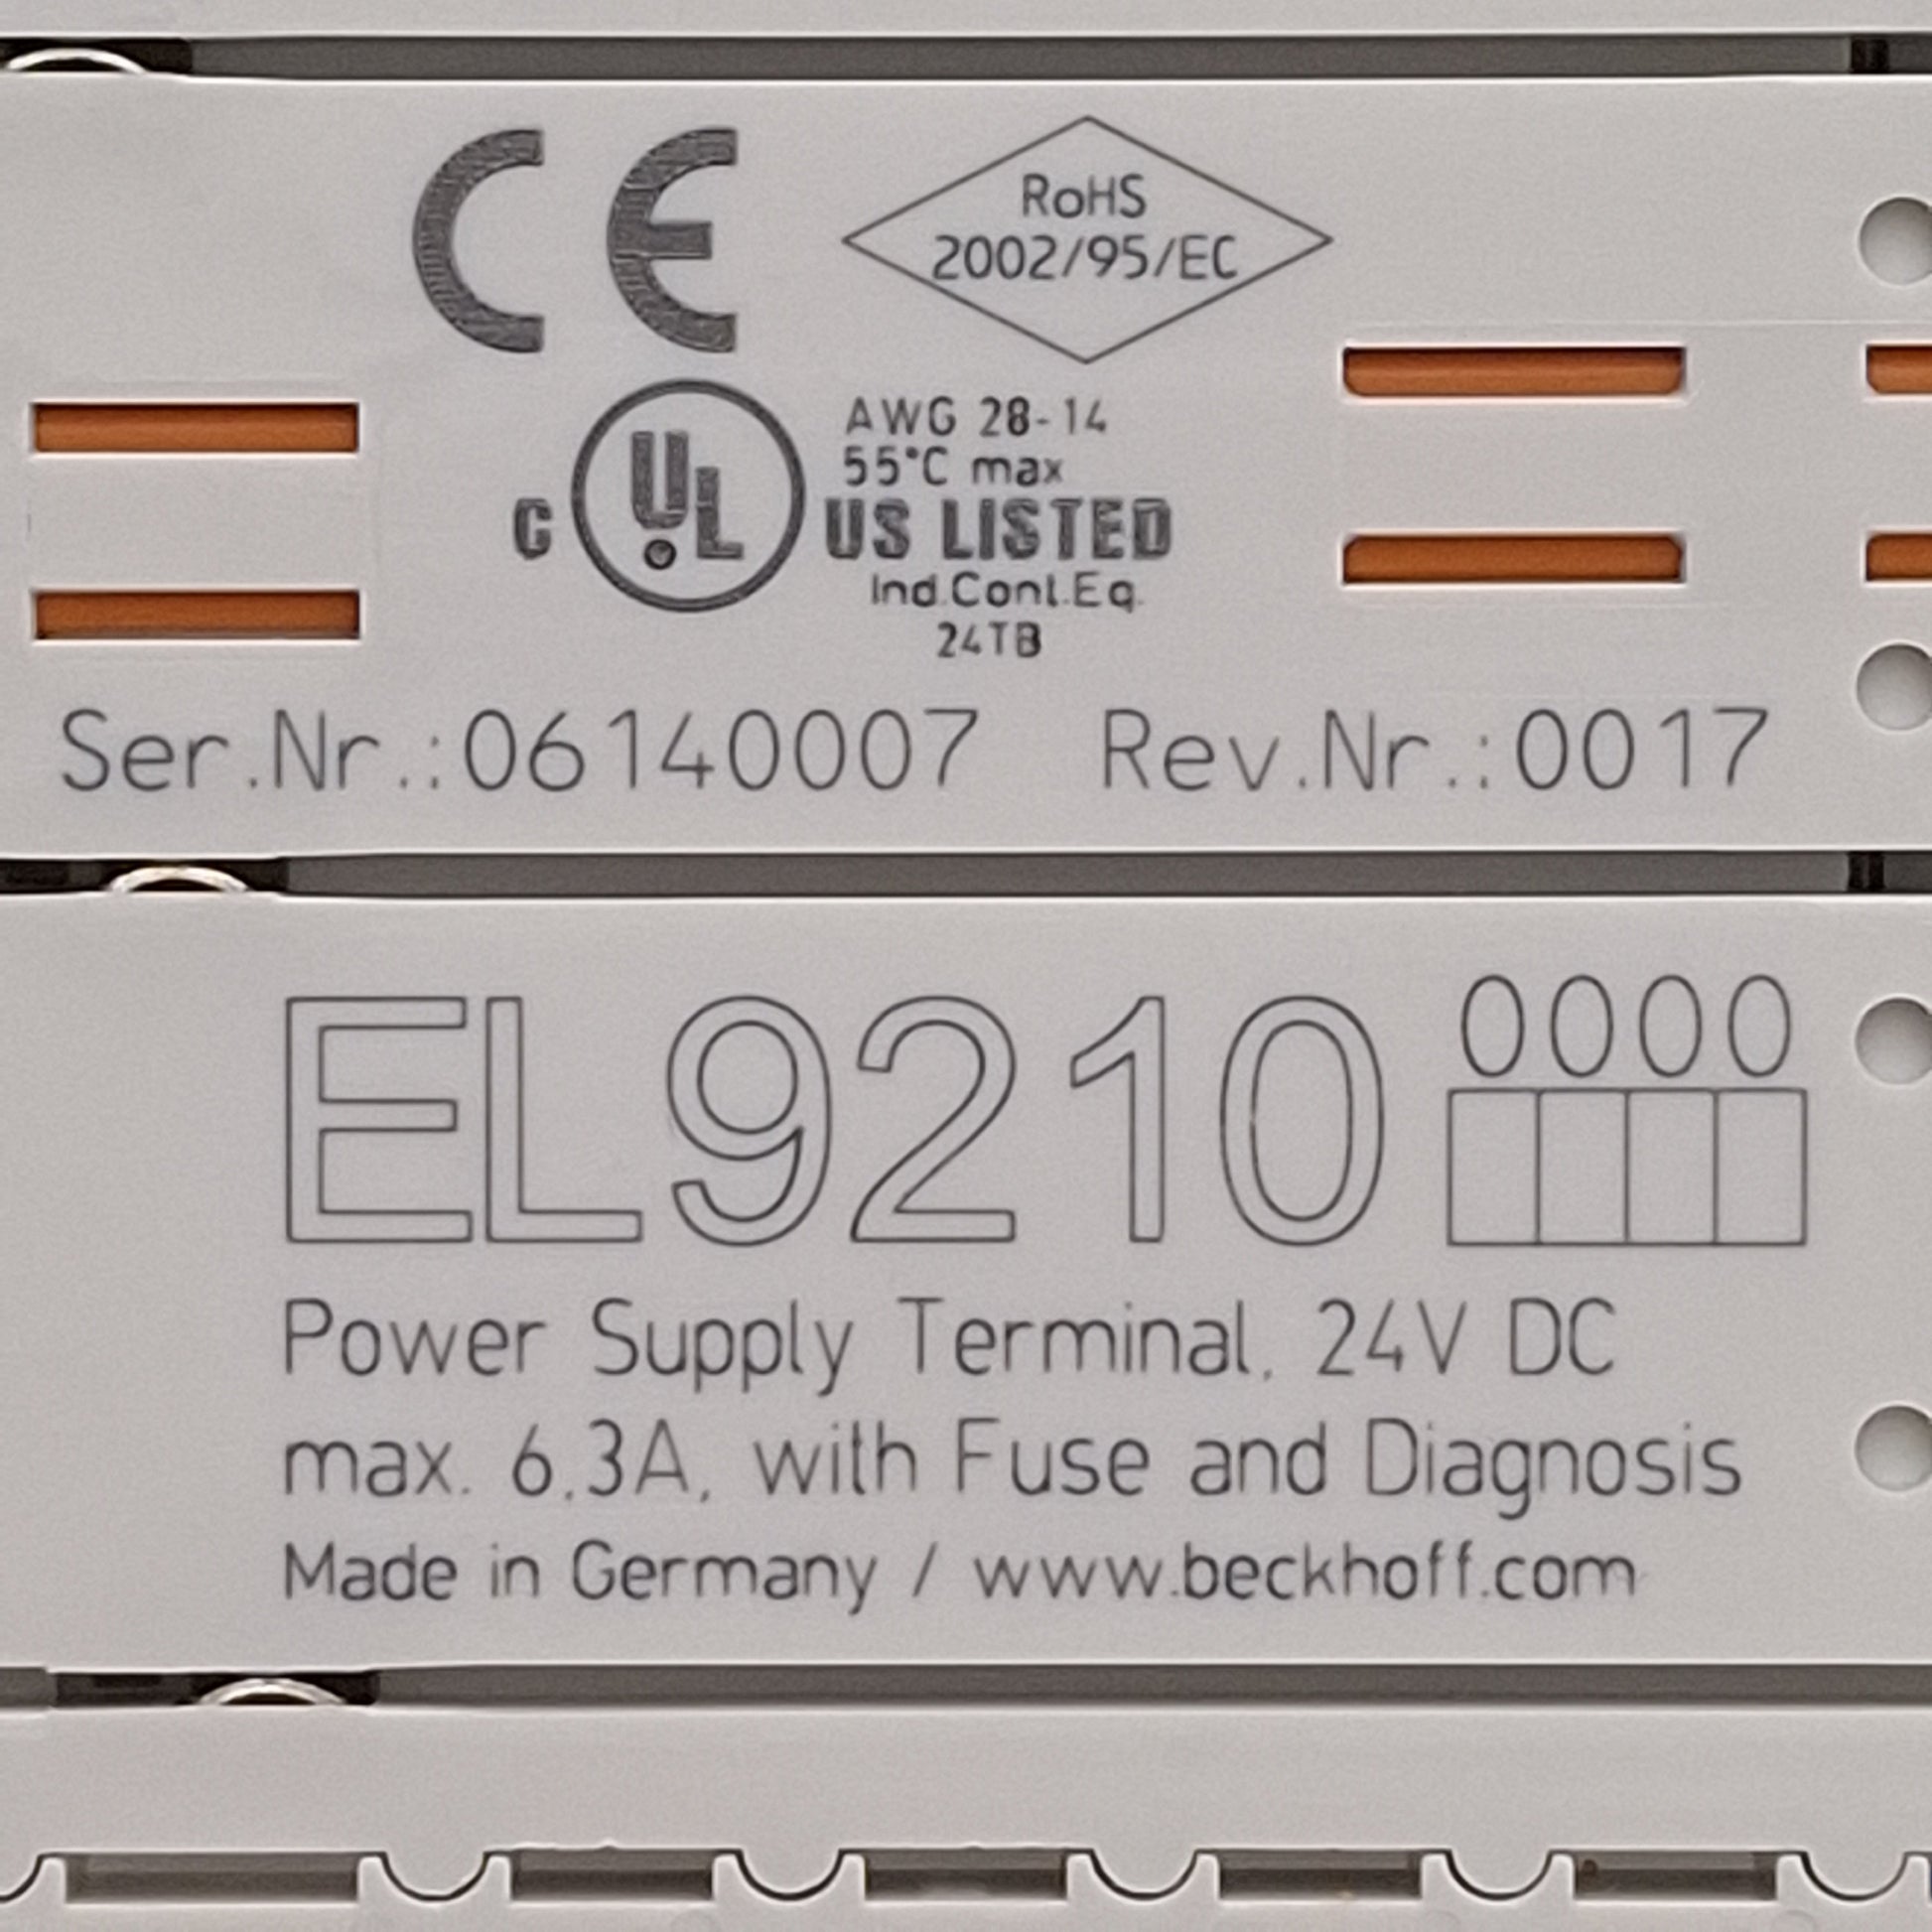 CE
RoHS
2002/95/EC
AWG 28-14
55°C max
C UL US LISTED
Ind.Cont.Eq.
24TB
Ser.Nr.:06140007 Rev.Nr.:0017
EL9210 0000
Power Supply Terminal, 24V DC
max. 6.3A, with Fuse and Diagnosis
Made in Germany / www.beckhoff.com